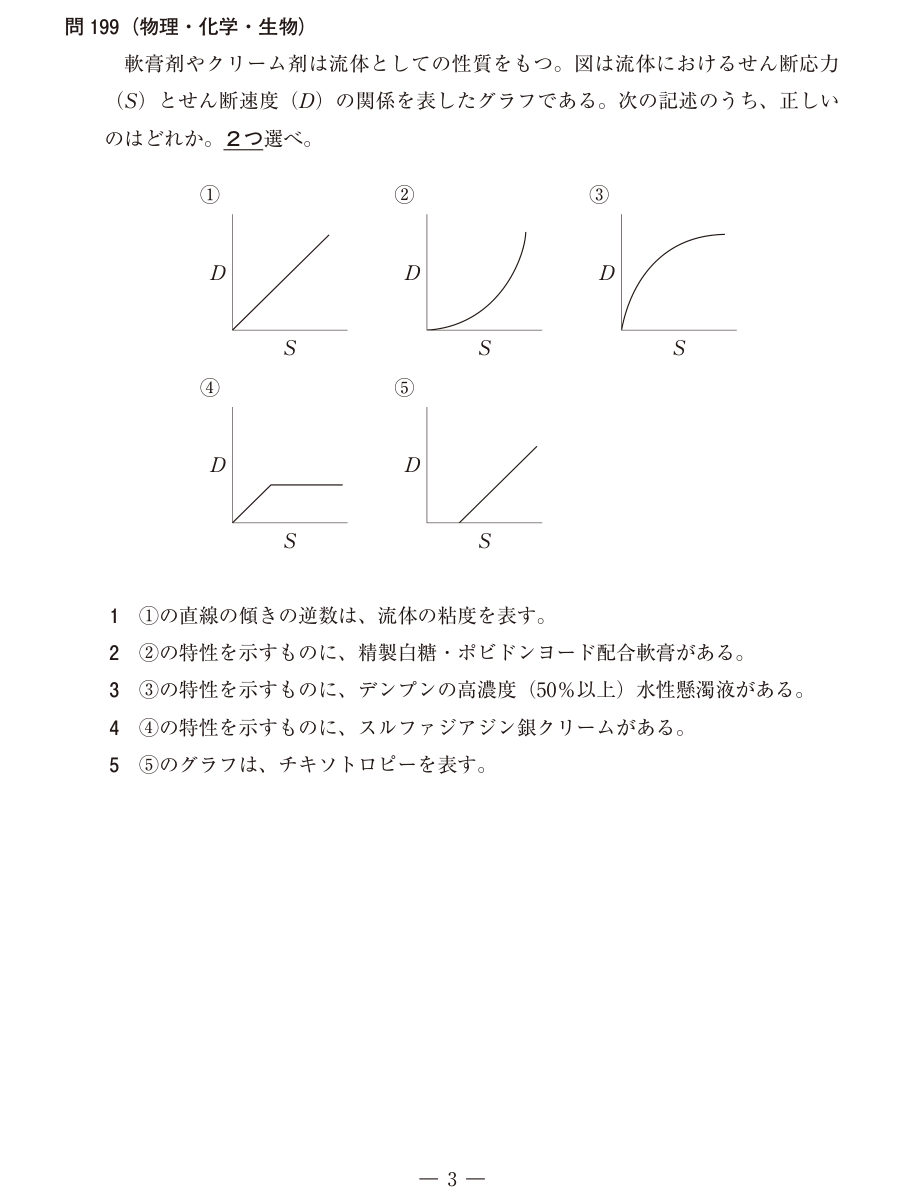 問 199（物理・化学・生物）
軟膏剤やクリーム剤は流体としての性質をもつ。図は流体におけるせん断応力
（S）とせん断速度（D）の関係を表したグラフである。次の記述のうち、正しい
のはどれか。２つ選べ。
① ② ③
D D D
S S S
④ ⑤
D D
S S
1 ①の直線の傾きの逆数は、流体の粘度を表す。
2 ②の特性を示すものに、精製白糖・ポビドンヨード配合軟膏がある。
3 ③の特性を示すものに、デンプンの高濃度（50％以上）水性懸濁液がある。
4 ④の特性を示すものに、スルファジアジン銀クリームがある。
5 ⑤のグラフは、チキソトロピーを表す。
— 3 —